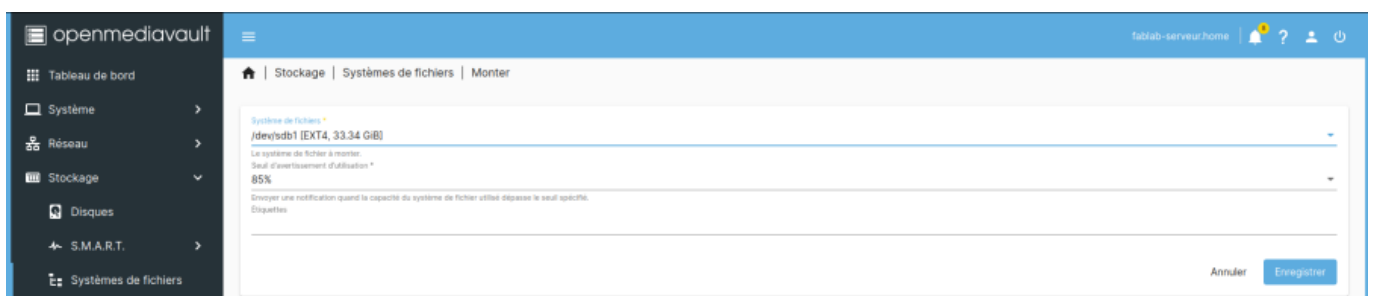 openmediavault
fablab-serveur.home
?
Tableau de bord
| Stockage | Systèmes de fichiers | Monter
Système
Système de fichiers *
/dev/sdb1 [EXT4, 33.34 GiB]
Réseau
Le système de fichier à monter.
Seuil d'avertissement d'utilisation *
Stockage
85%
Envoyer une notification quand la capacité du système de fichier utilisé dépasse le seuil spécifié.
Étiquettes
Disques
S.M.A.R.T.
Systèmes de fichiers
Annuler Enregistrer